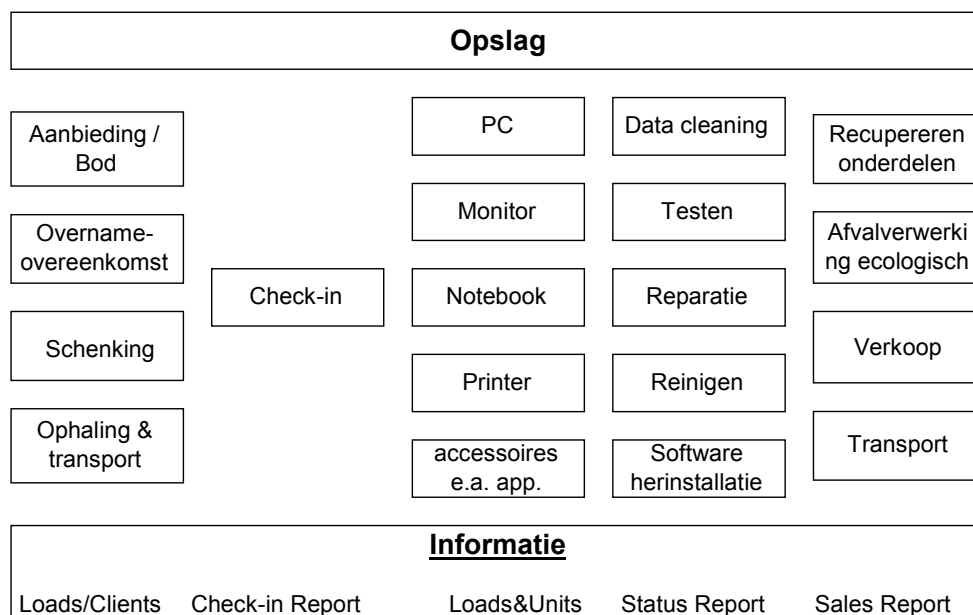 Opslag
Aanbieding /
Bod
Overname-
overeenkomst
Schenking
Ophaling &
transport
Check-in
PC
Monitor
Notebook
Printer
accessoires
e.a. app.
Data cleaning
Testen
Reparatie
Reinigen
Software
herinstallatie
Recupereren
onderdelen
Afvalverwerki
ng ecologisch
Verkoop
Transport
Informatie
Loads/Clients Check-in Report Loads&Units Status Report Sales Report